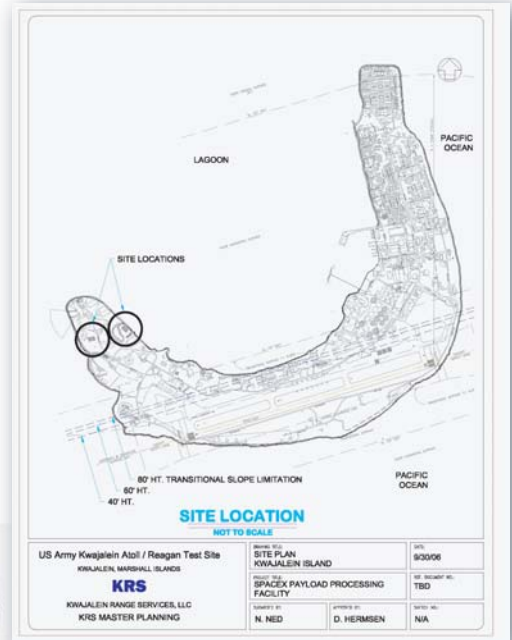 LAGOON
PACIFIC
OCEAN
SITE LOCATIONS
80' HT. TRANSITIONAL SLOPE LIMITATION
60' HT.
40' HT.
PACIFIC
OCEAN
SITE LOCATION
NOT TO SCALE
US Army Kwajalein Atoll / Reagan Test Site
KWAJALEIN, MARSHALL ISLANDS
KRS
KWAJALEIN RANGE SERVICES, LLC
KRS MASTER PLANNING
SITE PLAN
KWAJALEIN ISLAND
DATE:
9/30/06
SPACEX PAYLOAD PROCESSING
FACILITY
TBD
N. NED
D. HERMSEN
N/A